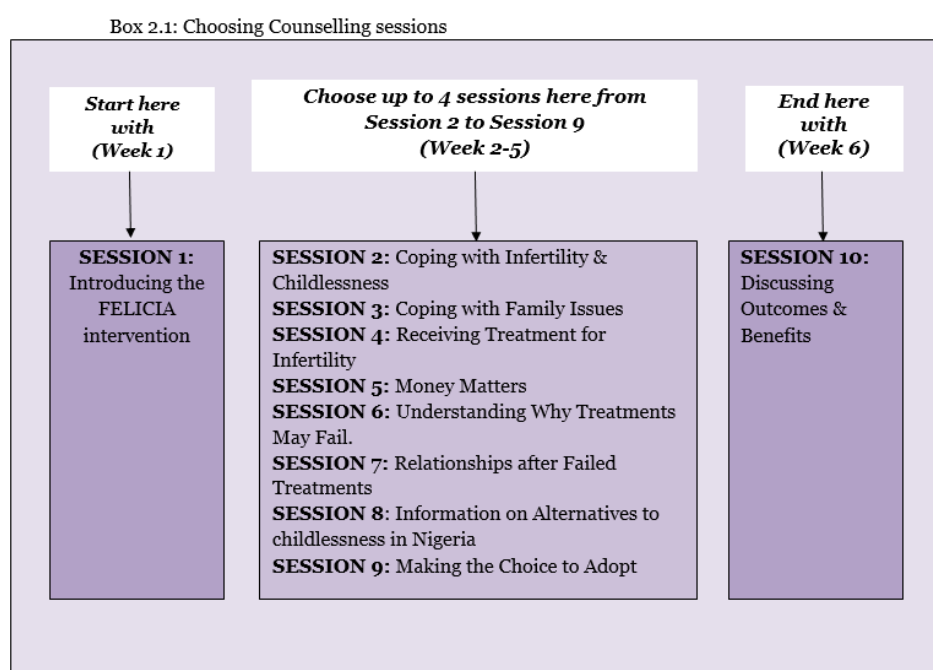 Box 2.1: Choosing Counselling sessions
Start here
with
(Week 1)
Choose up to 4 sessions here from
Session 2 to Session 9
(Week 2-5)
End here
with
(Week 6)
SESSION 1:
Introducing the
FELICIA
intervention
SESSION 2: Coping with Infertility &
Childlessness
SESSION 3: Coping with Family Issues
SESSION 4: Receiving Treatment for
Infertility
SESSION 5: Money Matters
SESSION 6: Understanding Why Treatments
May Fail.
SESSION 7: Relationships after Failed
Treatments
SESSION 8: Information on Alternatives to
childlessness in Nigeria
SESSION 9: Making the Choice to Adopt
SESSION 10:
Discussing
Outcomes &
Benefits